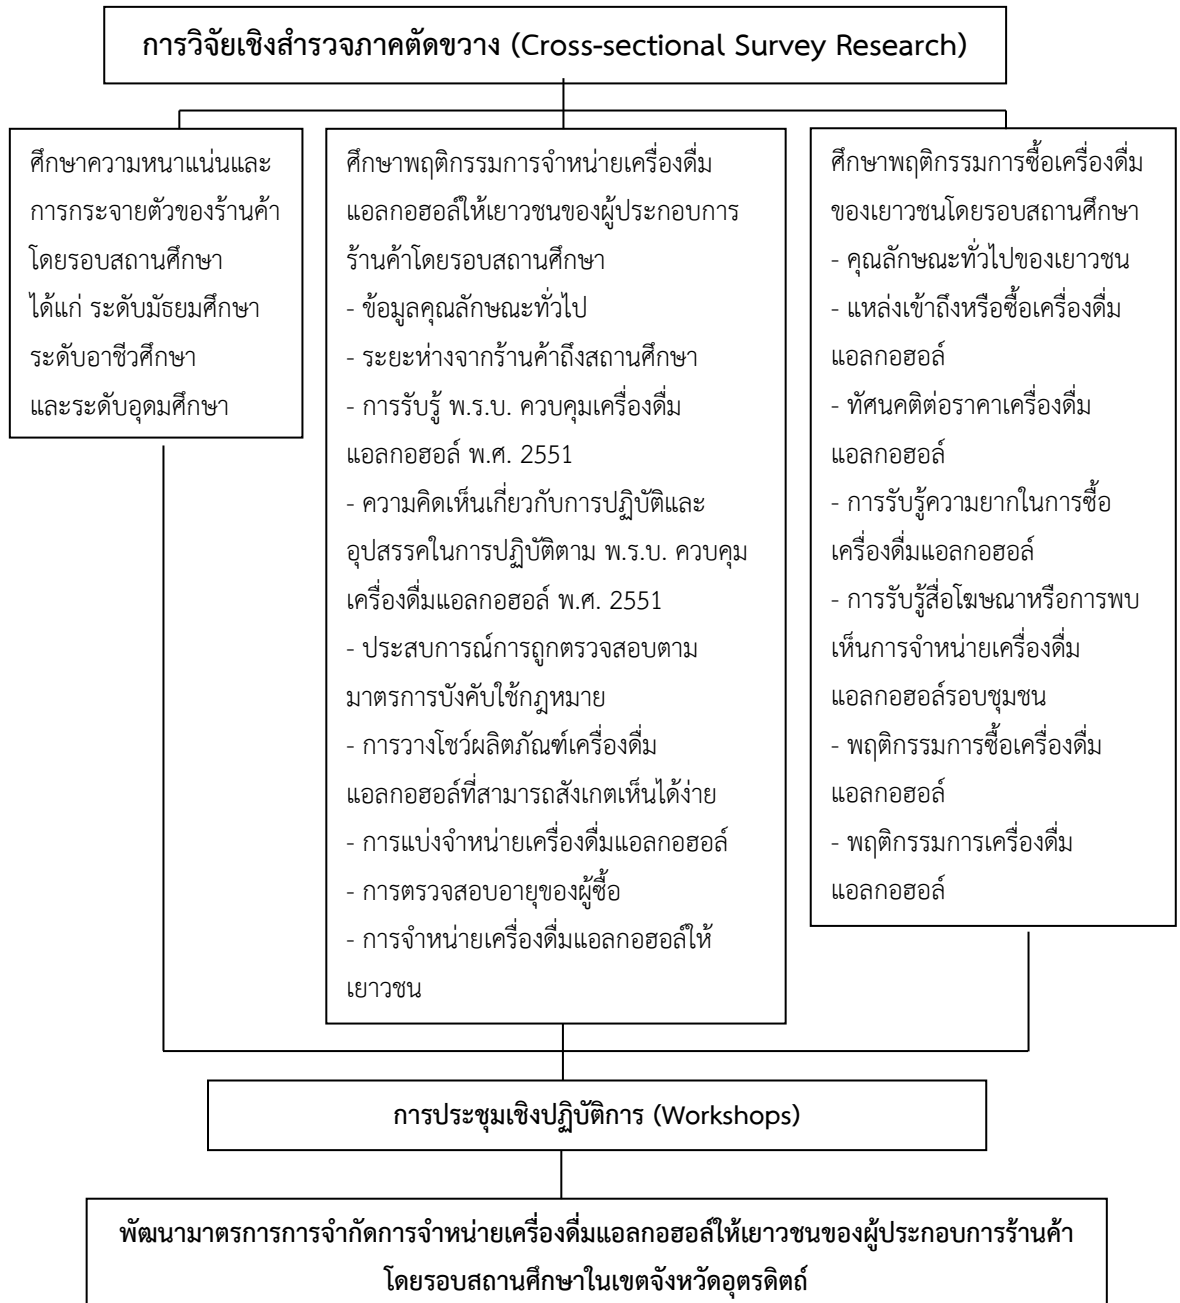 การวิจัยเชิงสำรวจภาคตัดขวาง (Cross-sectional Survey Research)
ศึกษาความหนาแน่นและ
การกระจายตัวของร้านค้า
โดยรอบสถานศึกษา
ได้แก่ ระดับมัธยมศึกษา
ระดับอาชีวศึกษา
และระดับอุดมศึกษา
ศึกษาพฤติกรรมการจำหน่ายเครื่องดื่ม
แอลกอฮอล์ให้เยาวชนของผู้ประกอบการ
ร้านค้าโดยรอบสถานศึกษา
- ข้อมูลคุณลักษณะทั่วไป
- ระยะห่างจากร้านค้าถึงสถานศึกษา
- การรับรู้ พ.ร.บ. ควบคุมเครื่องดื่ม
แอลกอฮอล์ พ.ศ. 2551
- ความคิดเห็นเกี่ยวกับการปฏิบัติและ
อุปสรรคในการปฏิบัติตาม พ.ร.บ. ควบคุม
เครื่องดื่มแอลกอฮอล์ พ.ศ. 2551
- ประสบการณ์การถูกตรวจสอบตาม
มาตรการบังคับใช้กฎหมาย
- การวางโชว์ผลิตภัณฑ์เครื่องดื่ม
แอลกอฮอล์ที่สามารถสังเกตเห็นได้ง่าย
- การแบ่งจำหน่ายเครื่องดื่มแอลกอฮอล์
- การตรวจสอบอายุของผู้ซื้อ
- การจำหน่ายเครื่องดื่มแอลกอฮอล์ให้
เยาวชน
ศึกษาพฤติกรรมการซื้อเครื่องดื่ม
ของเยาวชนโดยรอบสถานศึกษา
- คุณลักษณะทั่วไปของเยาวชน
- แหล่งเข้าถึงหรือซื้อเครื่องดื่ม
แอลกอฮอล์
- ทัศนคติต่อราคาเครื่องดื่ม
แอลกอฮอล์
- การรับรู้ความยากในการซื้อ
เครื่องดื่มแอลกอฮอล์
- การรับรู้สื่อโฆษณาหรือการพบ
เห็นการจำหน่ายเครื่องดื่ม
แอลกอฮอล์รอบชุมชน
- พฤติกรรมการซื้อเครื่องดื่ม
แอลกอฮอล์
- พฤติกรรมการเครื่องดื่ม
แอลกอฮอล์
การประชุมเชิงปฏิบัติการ (Workshops)
พัฒนามาตรการการจำกัดการจำหน่ายเครื่องดื่มแอลกอฮอล์ให้เยาวชนของผู้ประกอบการร้านค้า
โดยรอบสถานศึกษาในเขตจังหวัดอุตรดิตถ์